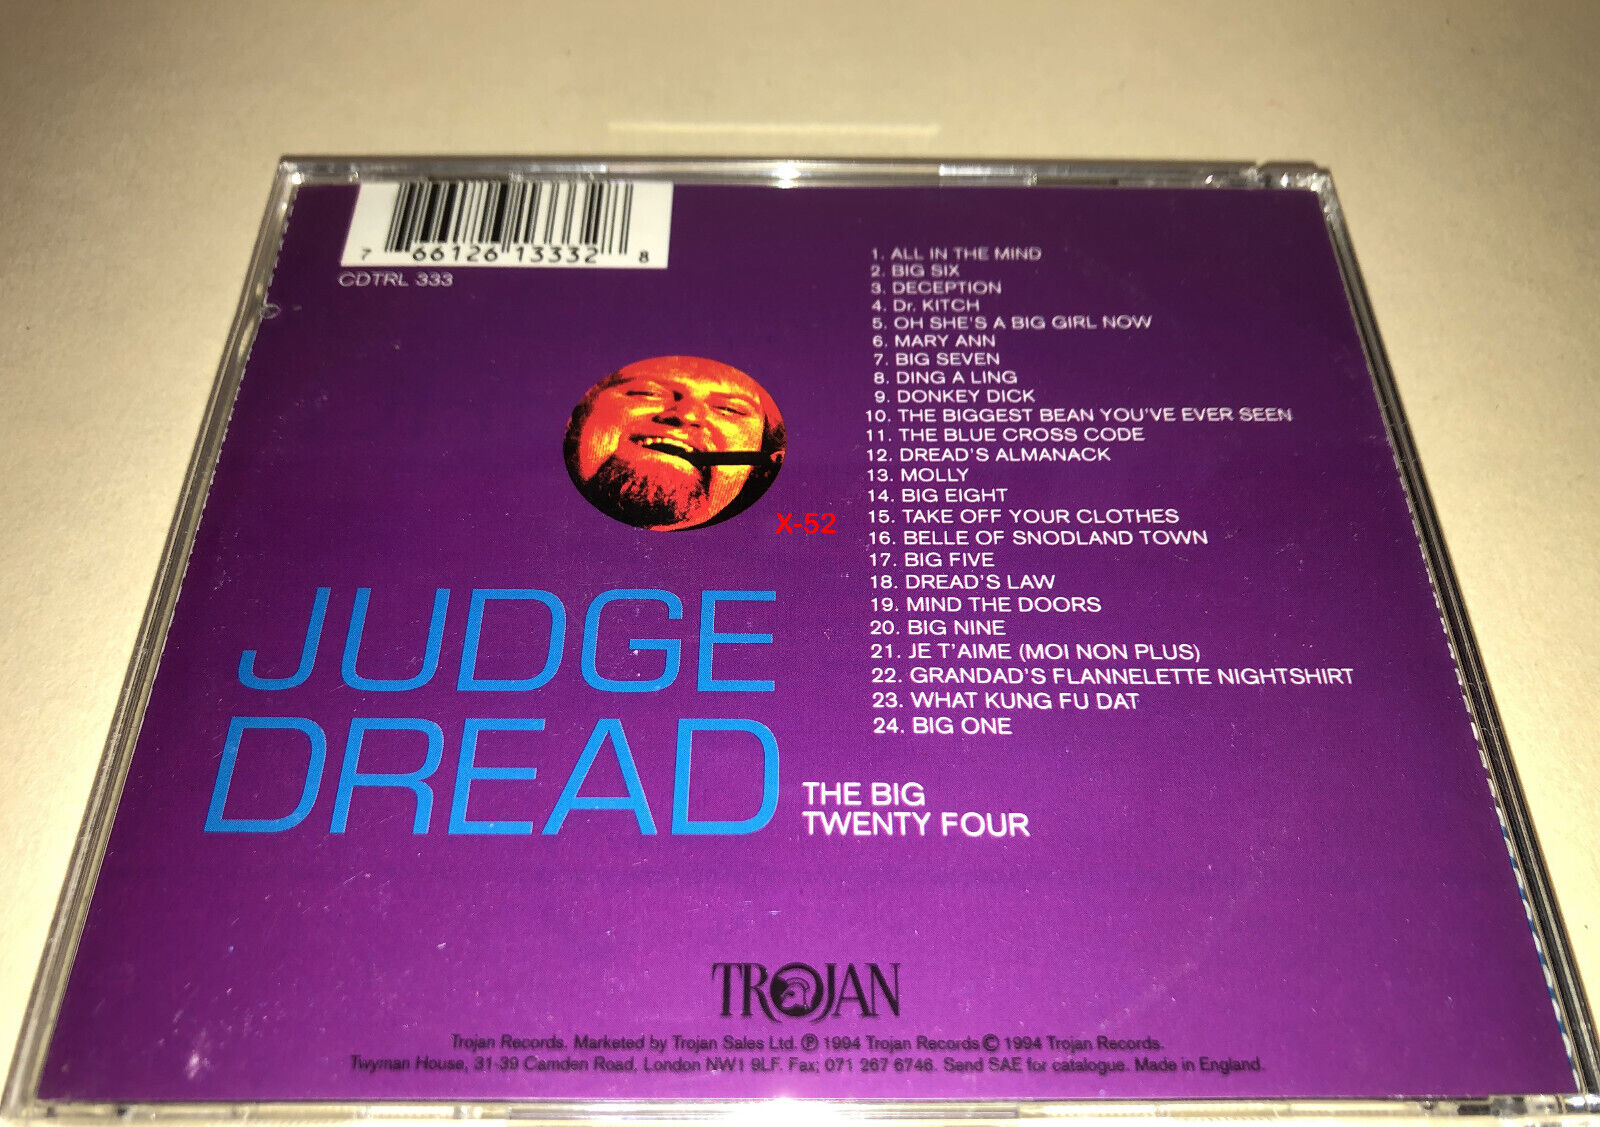 7 66126 13332 8
CDTRL 333
1. ALL IN THE MIND
2. BIG SIX
3. DECEPTION
4. Dr. KITCH
5. OH SHE'S A BIG GIRL NOW
6. MARY ANN
7. BIG SEVEN
8. DING A LING
9. DONKEY DICK
10. THE BIGGEST BEAN YOU'VE EVER SEEN
11. THE BLUE CROSS CODE
12. DREAD'S ALMANACK
13. MOLLY
14. BIG EIGHT
15. TAKE OFF YOUR CLOTHES
16. BELLE OF SNODLAND TOWN
17. BIG FIVE
18. DREAD'S LAW
19. MIND THE DOORS
20. BIG NINE
21. JE T'AIME (MOI NON PLUS)
22. GRANDAD'S FLANNELETTE NIGHTSHIRT
23. WHAT KUNG FU DAT
24. BIG ONE
X-52
JUDGE
DREAD
THE BIG
TWENTY FOUR
TROJAN
Trojan Records. Marketed by Trojan Sales Ltd. ℗ 1994 Trojan Records © 1994 Trojan Records.
Twyman House, 31-39 Camden Road, London NW1 9LF. Fax: 071 267 6746. Send SAE for catalogue. Made in England.